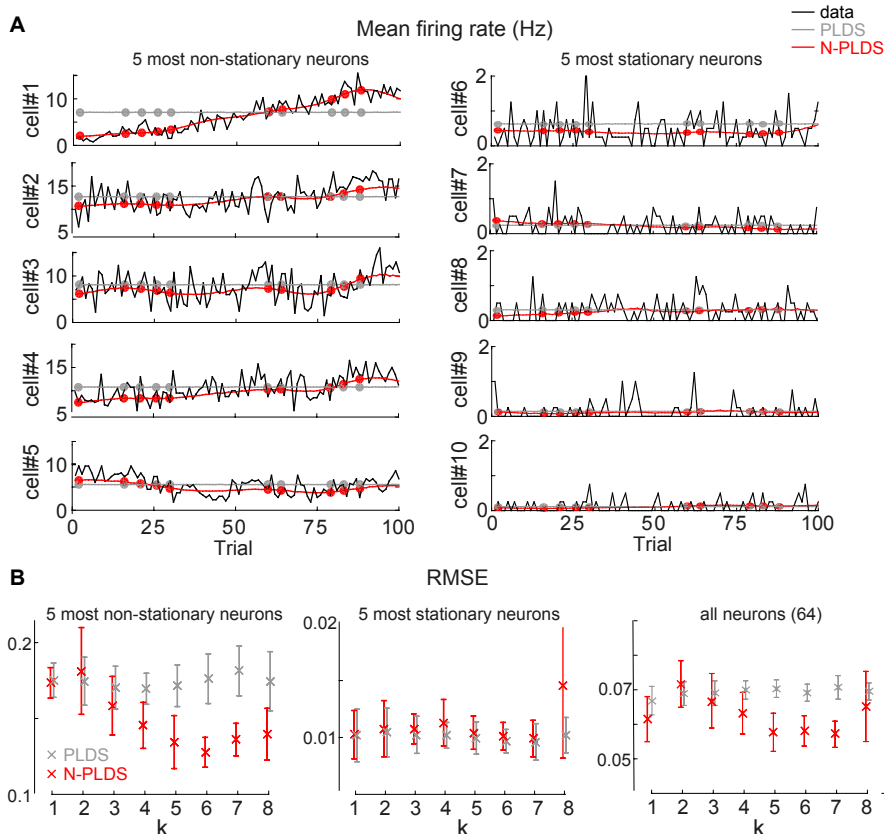 A
Mean firing rate (Hz)
data
PLDS
N-PLDS
5 most non-stationary neurons
5 most stationary neurons
cell#1
10
0
cell#2
15
5
cell#3
10
0
cell#4
15
5
cell#5
10
0
0 25 50 75 100
Trial
cell#6
2
0
cell#7
2
0
cell#8
2
0
cell#9
2
0
cell#10
2
0
0 25 50 75 100
Trial
B
RMSE
5 most non-stationary neurons
0.2
0.1
PLDS
N-PLDS
1 2 3 4 5 6 7 8
k
5 most stationary neurons
0.02
0.01
1 2 3 4 5 6 7 8
k
all neurons (64)
0.07
0.05
1 2 3 4 5 6 7 8
k